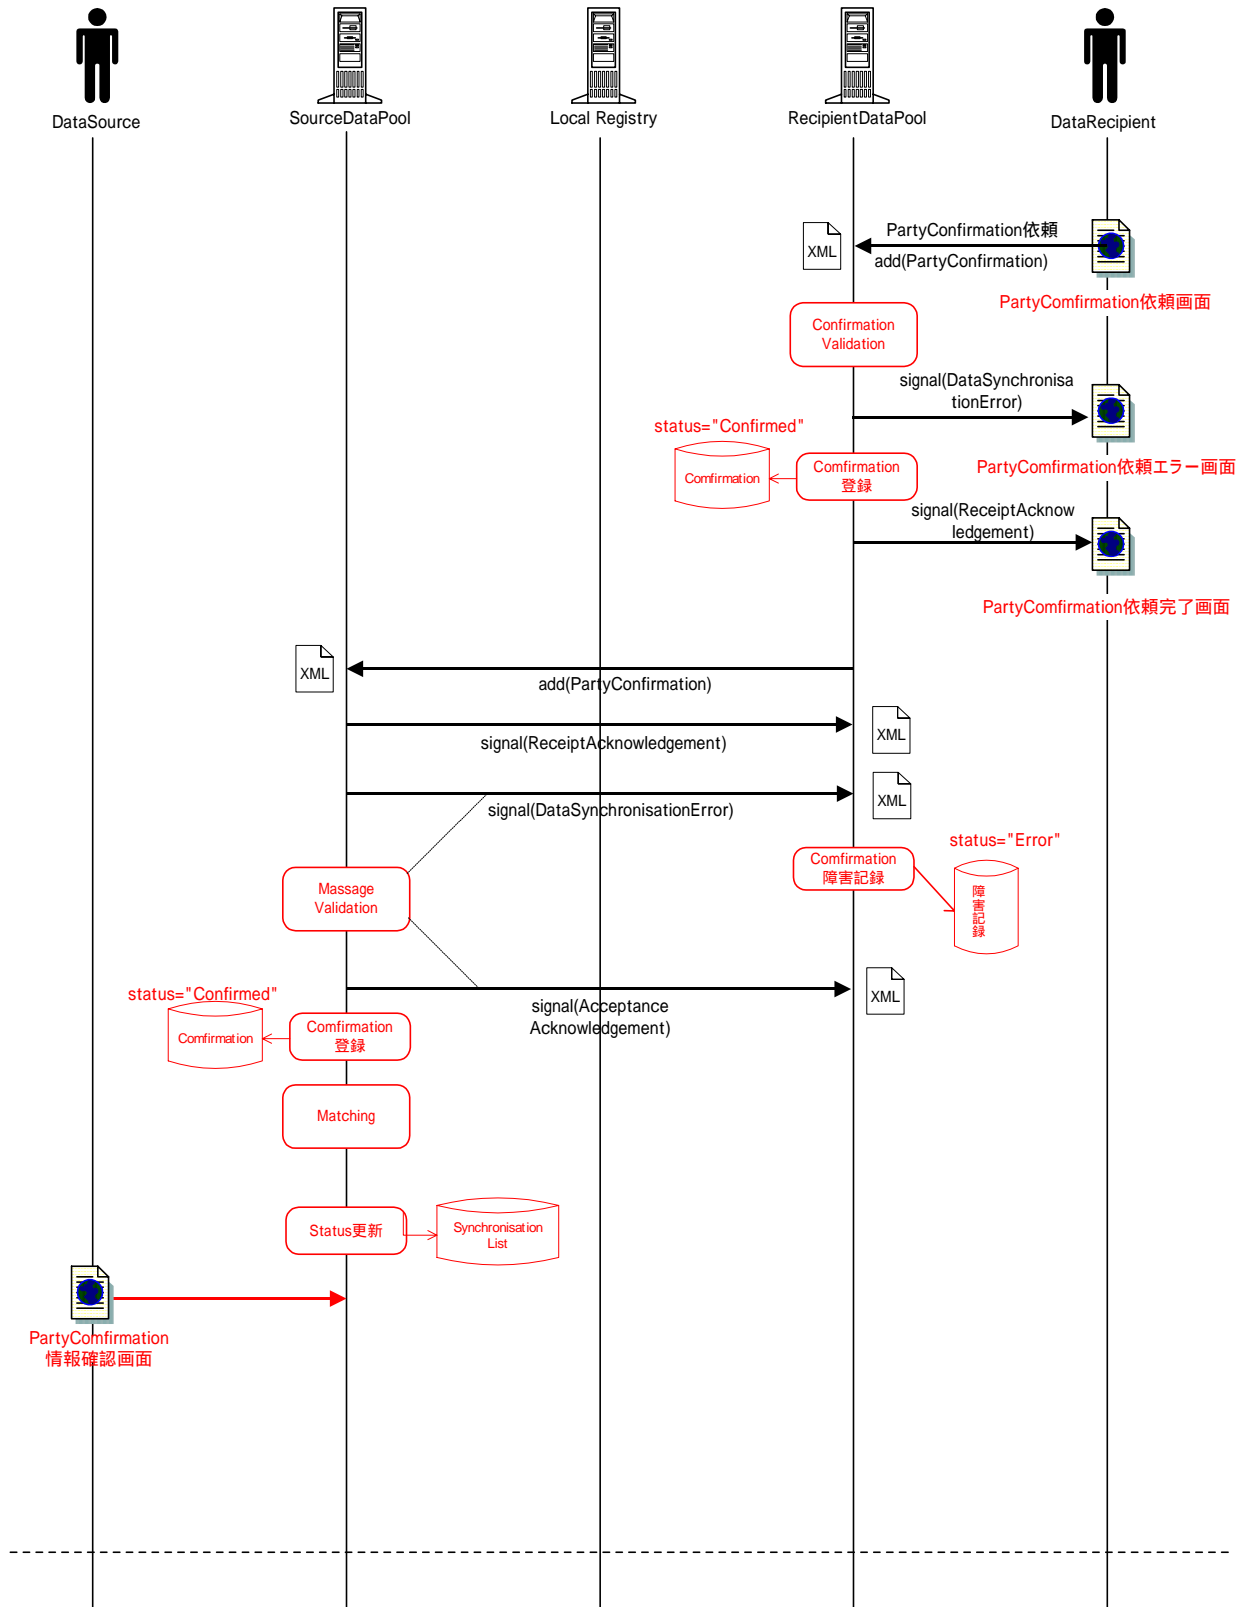 DataSource
SourceDataPool
Local Registry
RecipientDataPool
DataRecipient
PartyConfirmation依頼
XML
add(PartyConfirmation)
PartyComfirmation依頼画面
Confirmation
Validation
signal(DataSynchronisa
tionError)
status="Confirmed"
Comfirmation
Comfirmation
登録
PartyComfirmation依頼エラー画面
signal(ReceiptAcknow
ledgement)
PartyComfirmation依頼完了画面
XML
add(PartyConfirmation)
signal(ReceiptAcknowledgement)
XML
signal(DataSynchronisationError)
XML
status="Error"
Comfirmation
障害記録
障
害
記
録
Massage
Validation
signal(Acceptance
Acknowledgement)
XML
status="Confirmed"
Comfirmation
Comfirmation
登録
Matching
Status更新
Synchronisation
List
PartyComfirmation
情報確認画面